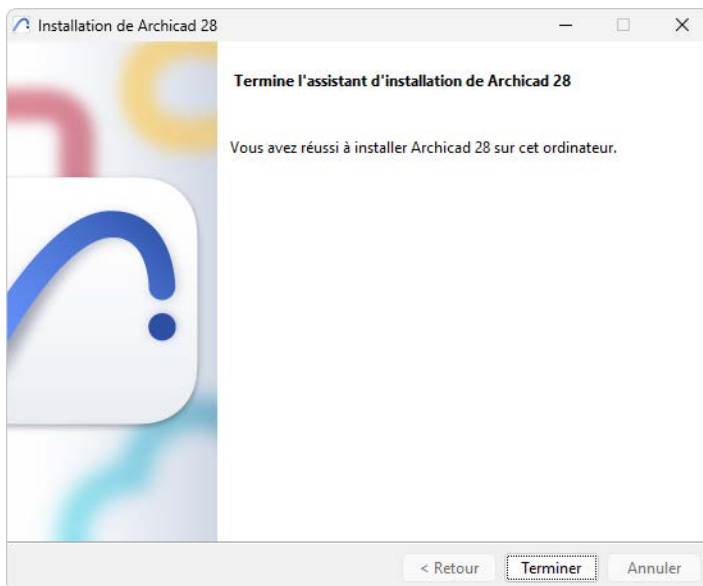 Installation de Archicad 28
Termine l'assistant d'installation de Archicad 28
Vous avez réussi à installer Archicad 28 sur cet ordinateur.
< Retour
Terminer
Annuler